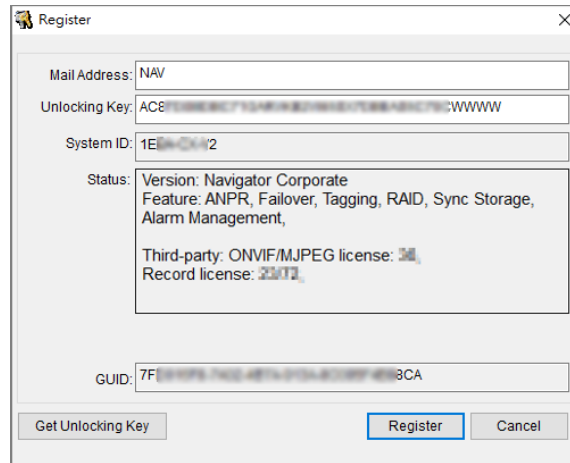 Register
Mail Address: NAV
Unlocking Key: AC8 WWWW
System ID: 1E
Status: Version: Navigator Corporate
Feature: ANPR, Failover, Tagging, RAID, Sync Storage,
Alarm Management,
Third-party: ONVIF/MJPEG license:
Record license:
GUID: 7F 8CA
Get Unlocking Key Register Cancel